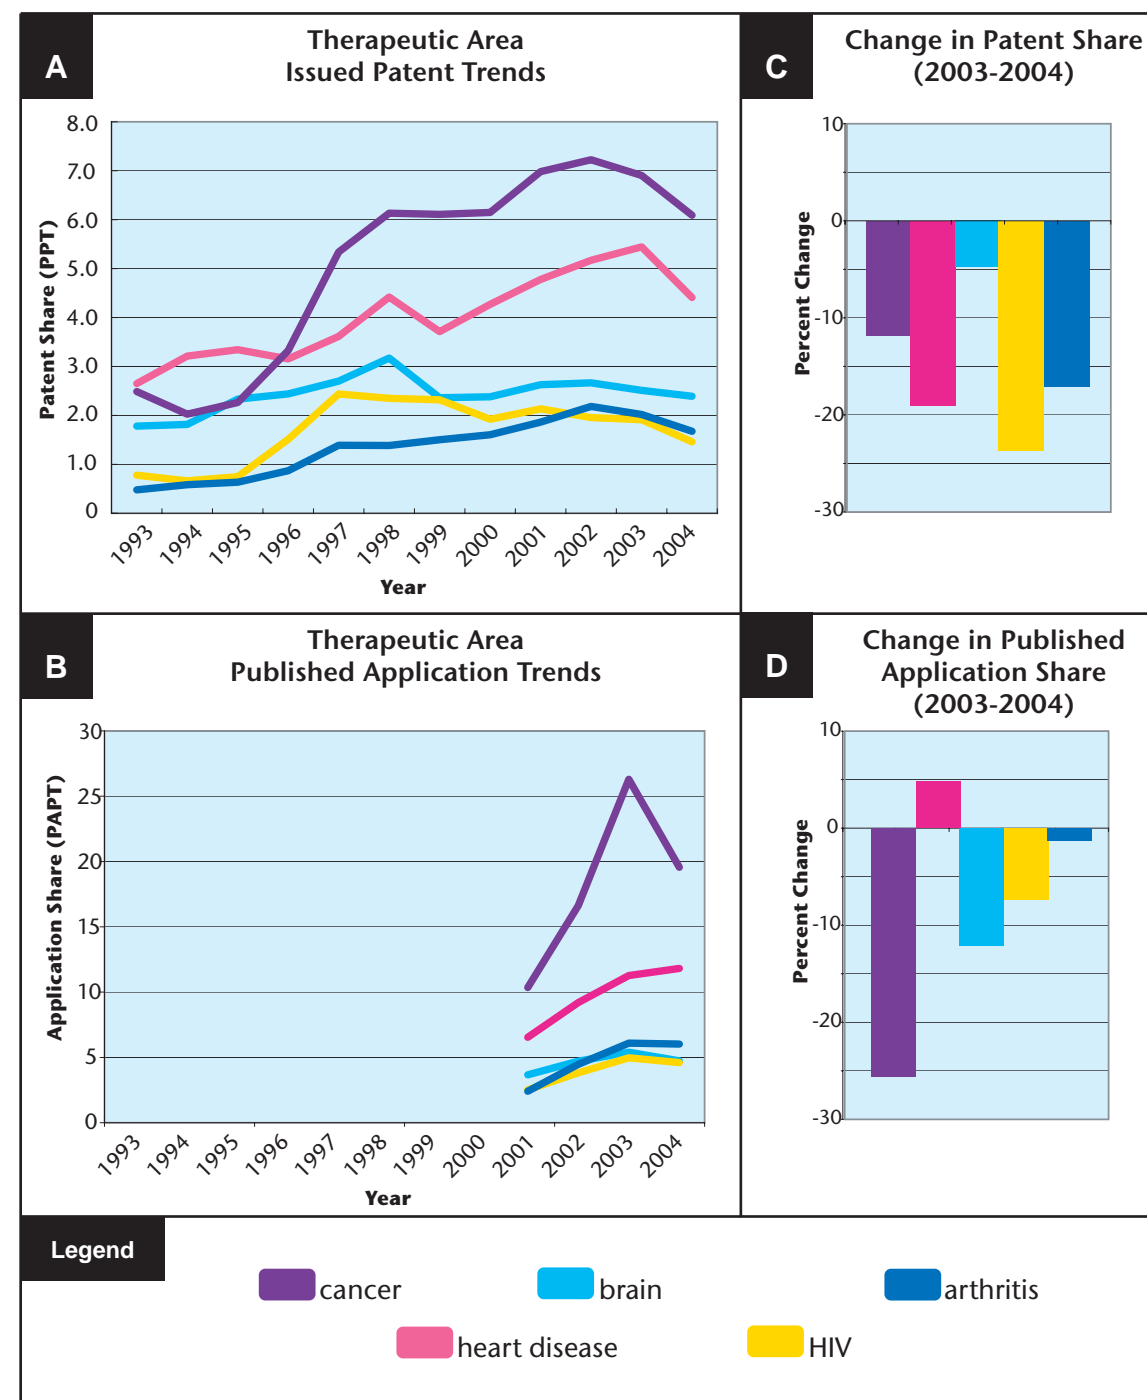 A
Therapeutic Area
Issued Patent Trends
8.0
7.0
6.0
5.0
4.0
3.0
2.0
1.0
0
Patent Share (PPT)
1993
1994
1995
1996
1997
1998
1999
2000
2001
2002
2003
2004
Year
C
Change in Patent Share
(2003-2004)
10
0
-10
-20
-30
Percent Change
B
Therapeutic Area
Published Application Trends
30
25
20
15
10
5
0
Application Share (PAPT)
1993
1994
1995
1996
1997
1998
1999
2000
2001
2002
2003
2004
Year
D
Change in Published
Application Share
(2003-2004)
10
0
-10
-20
-30
Percent Change
Legend
cancer
brain
arthritis
heart disease
HIV